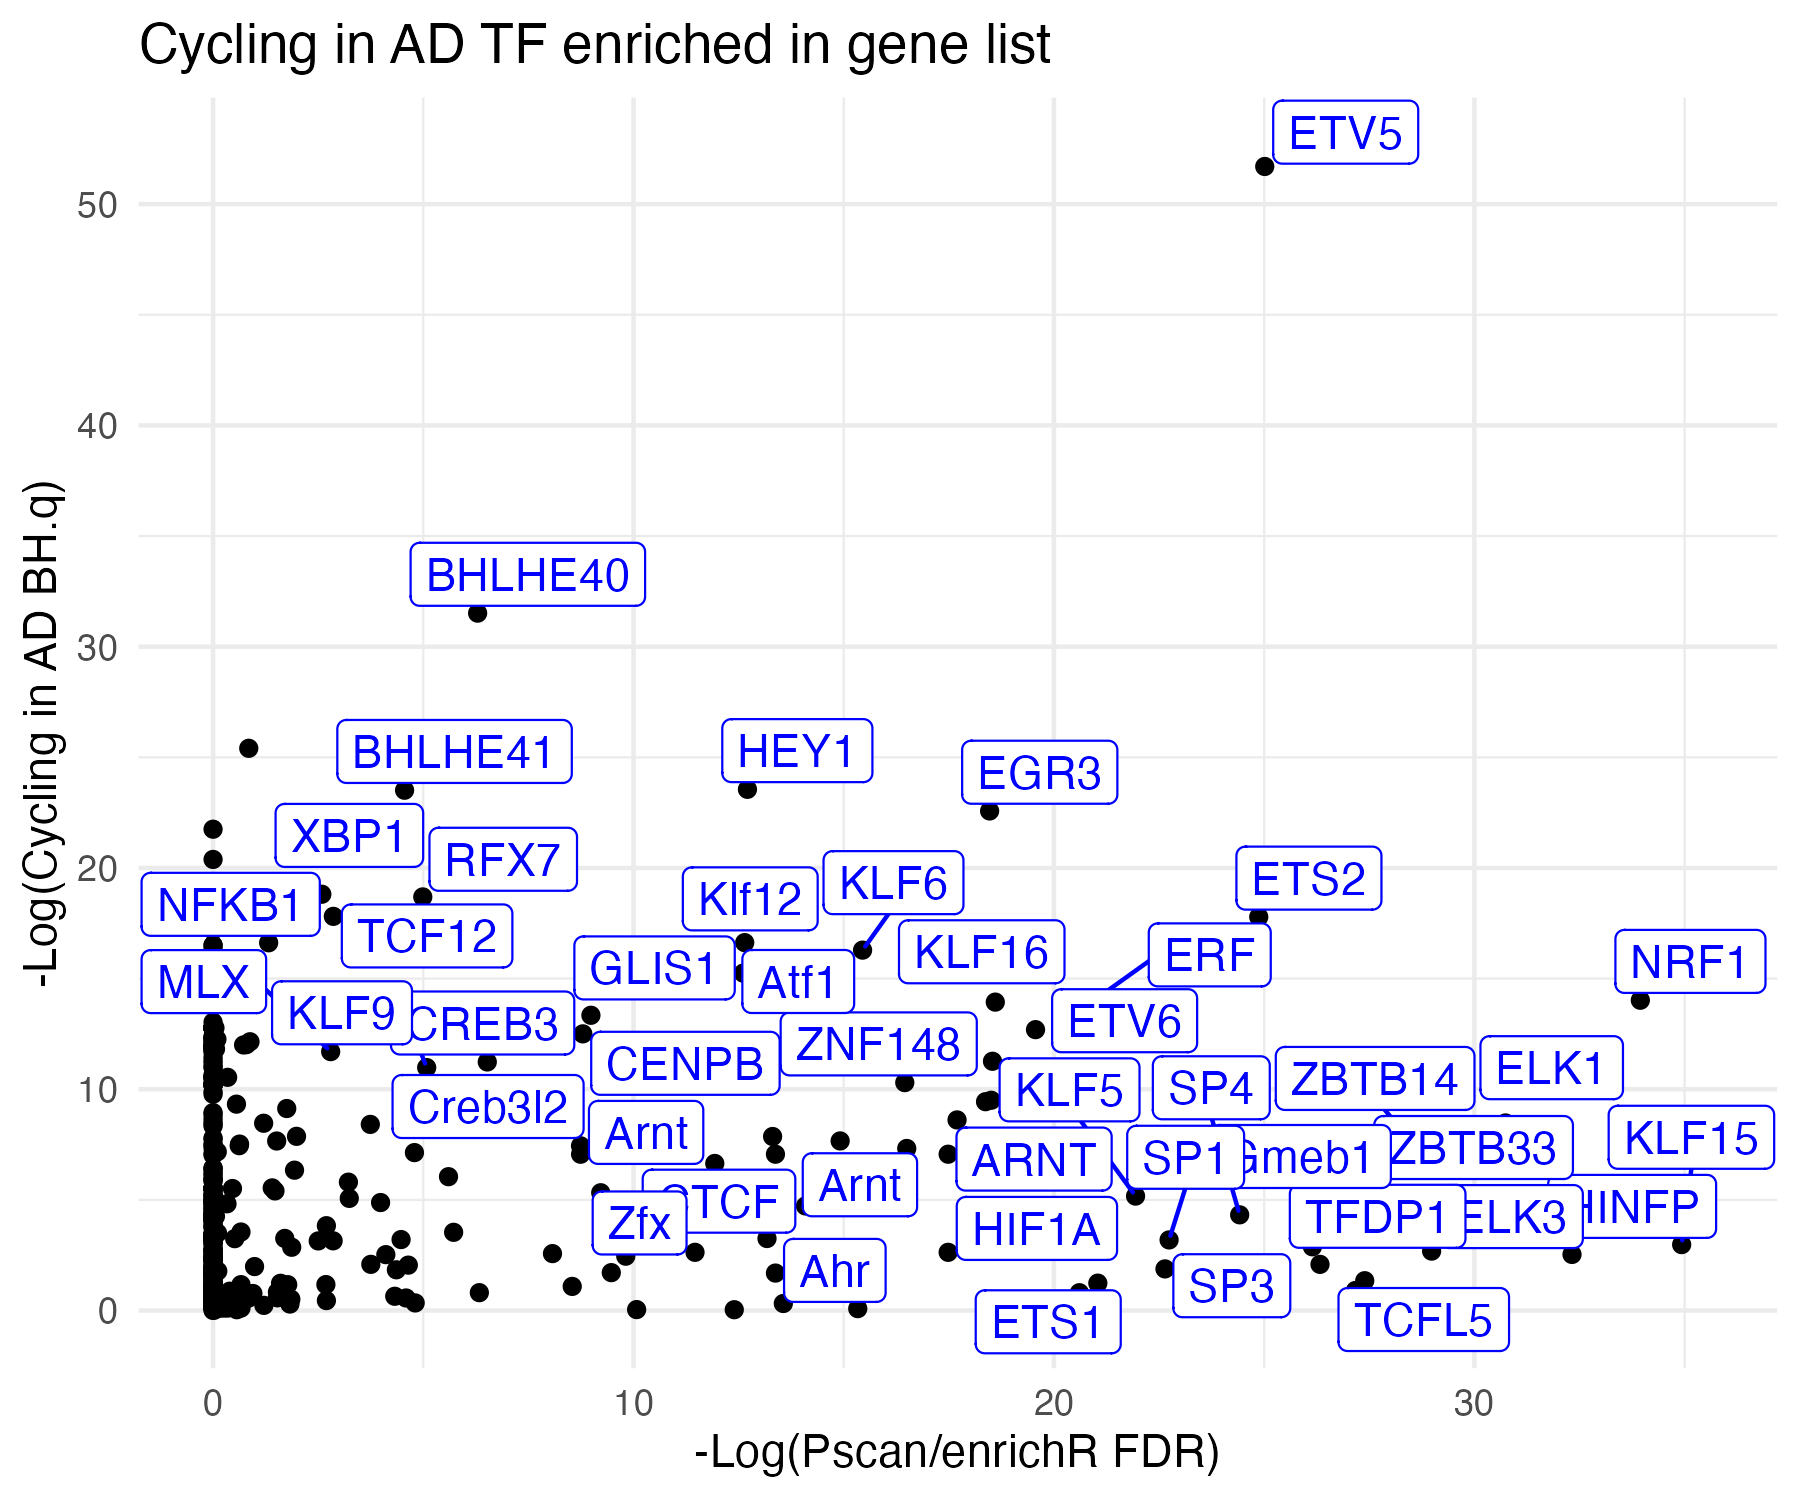 Cycling in AD TF enriched in gene list
ETV5
50
40
BHLHE40
30
BHLHE41
HEY1
EGR3
XBP1
RFX7
20
KLF6
ETS2
Klf12
NFKB1
TCF12
KLF16
ERF
NRF1
GLIS1
Atf1
MLX
KLF9
CREB3
ETV6
ZNF148
CENPB
10
KLF5
SP4
ZBTB14
ELK1
Creb3l2
Arnt
ARNT
SP1
Gmeb1
ZBTB33
KLF15
CTCF
Arnt
Zfx
HIF1A
TFDP1
ELK3
HINFP
Ahr
SP3
0
ETS1
TCFL5
0
10
20
30
-Log(Pscan/enrichR FDR)
-Log(Cycling in AD BH.q)